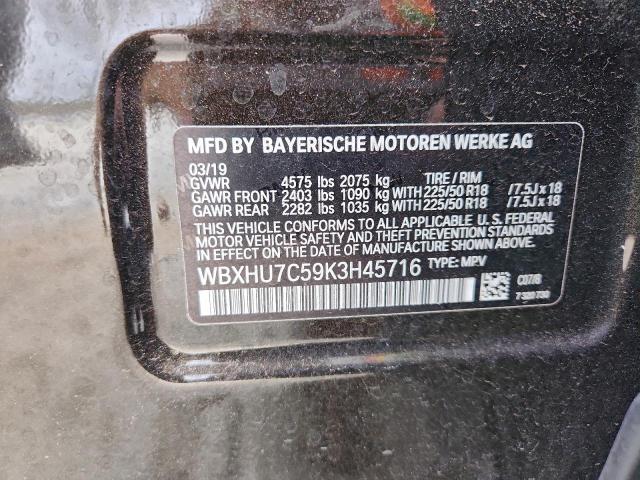 MFD BY BAYERISCHE MOTOREN WERKE AG
03/19
GVWR 4575 lbs 2075 kg TIRE / RIM
GAWR FRONT 2403 lbs 1090 kg WITH 225/50 R18 /7.5J x 18
GAWR REAR 2282 lbs 1035 kg WITH 225/50 R18 /7.5J x 18
THIS VEHICLE CONFORMS TO ALL APPLICABLE U.S. FEDERAL
MOTOR VEHICLE SAFETY AND THEFT PREVENTION STANDARDS
IN EFFECT ON THE DATE OF MANUFACTURE SHOWN ABOVE.
WBXHU7C59K3H45716 TYPE: MPV
C07/B